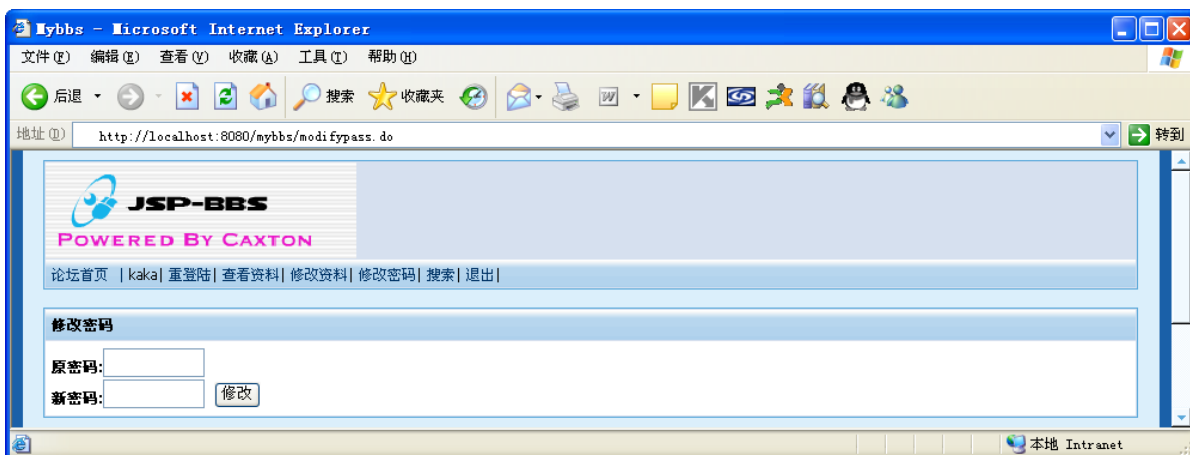 Mybbs - Microsoft Internet Explorer
文件(F) 编辑(E) 查看(V) 收藏(A) 工具(T) 帮助(H)
后退 搜索 收藏夹
地址(D) http://localhost:8080/mybbs/modifypass.do 转到
JSP-BBS
POWERED BY CAXTON
论坛首页 |kaka| 重登陆| 查看资料| 修改资料| 修改密码| 搜索| 退出|
修改密码
原密码:
新密码: 修改
本地 Intranet